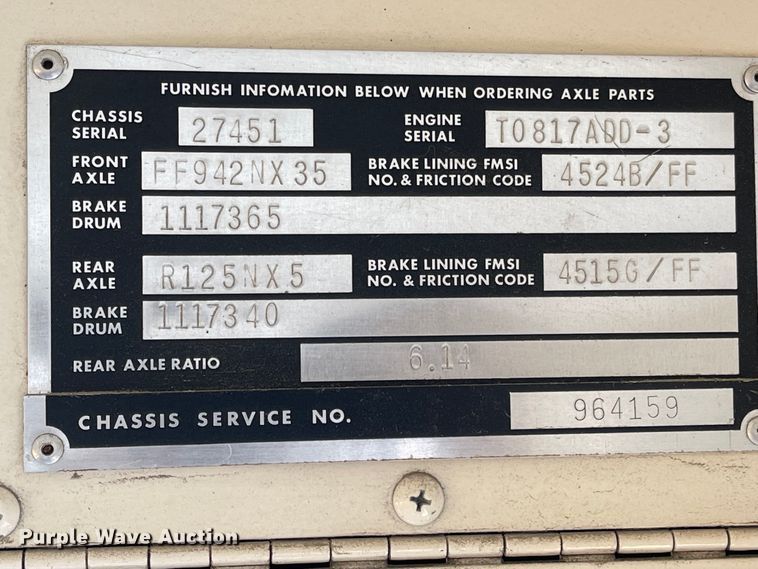 FURNISH INFOMATION BELOW WHEN ORDERING AXLE PARTS
CHASSIS SERIAL 27451 ENGINE SERIAL T0817ADD-3
FRONT AXLE FF942NX35 BRAKE LINING FMSI NO. & FRICTION CODE 4524B/FF
BRAKE DRUM 1117365
REAR AXLE R125NX5 BRAKE LINING FMSI NO. & FRICTION CODE 4515G/FF
BRAKE DRUM 1117340
REAR AXLE RATIO 6.14
CHASSIS SERVICE NO. 964159
Purple Wave Auction